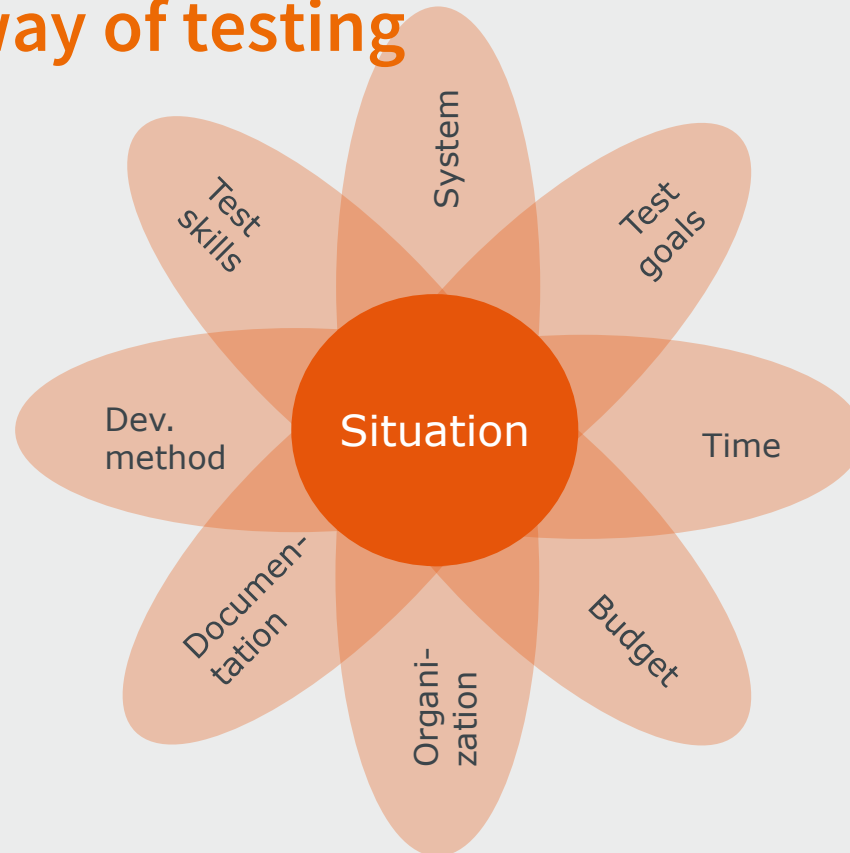 way of testing
System
Test
goals
Test
skills
Situation
Dev.
method
Time
Documen-
tation
Budget
Organi-
zation